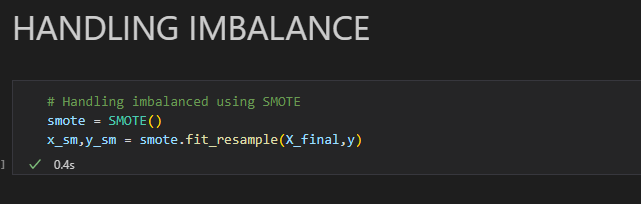 HANDLING IMBALANCE
# Handling imbalanced using SMOTE
smote = SMOTE()
x_sm,y_sm = smote.fit_resample(X_final,y)
] ✓ 0.4s